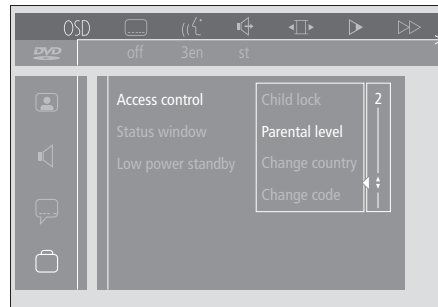 OSD
DVD off 3en st
Access control Child lock 2
Status window Parental level
Low power standby Change country
Change code